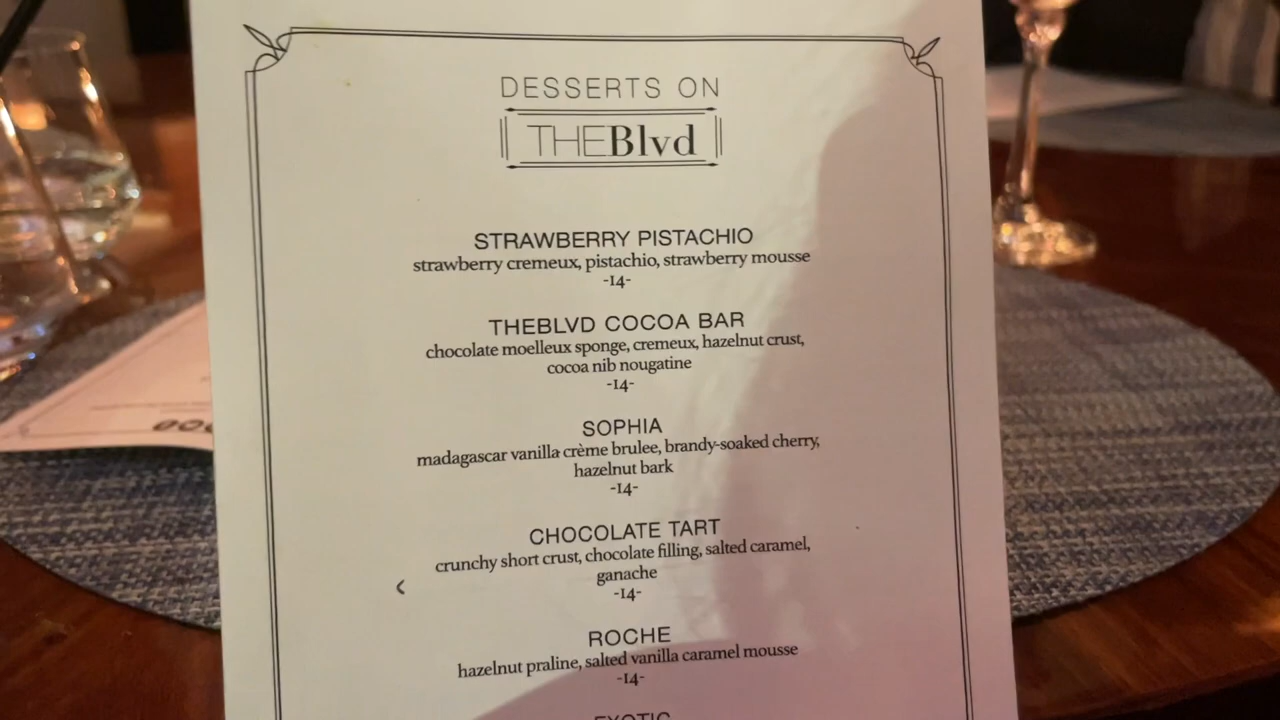 DESSERTS ON
THEBlvd
STRAWBERRY PISTACHIO
strawberry cremeux, pistachio, strawberry mousse
-14-
THEBLVD COCOA BAR
chocolate moelleux sponge, cremeux, hazelnut crust,
cocoa nib nougatine
-14-
SOPHIA
madagascar vanilla crème brulee, brandy-soaked cherry,
hazelnut bark
-14-
CHOCOLATE TART
crunchy short crust, chocolate filling, salted caramel,
ganache
-14-
ROCHE
hazelnut praline, salted vanilla caramel mousse
-14-
EXOTIC